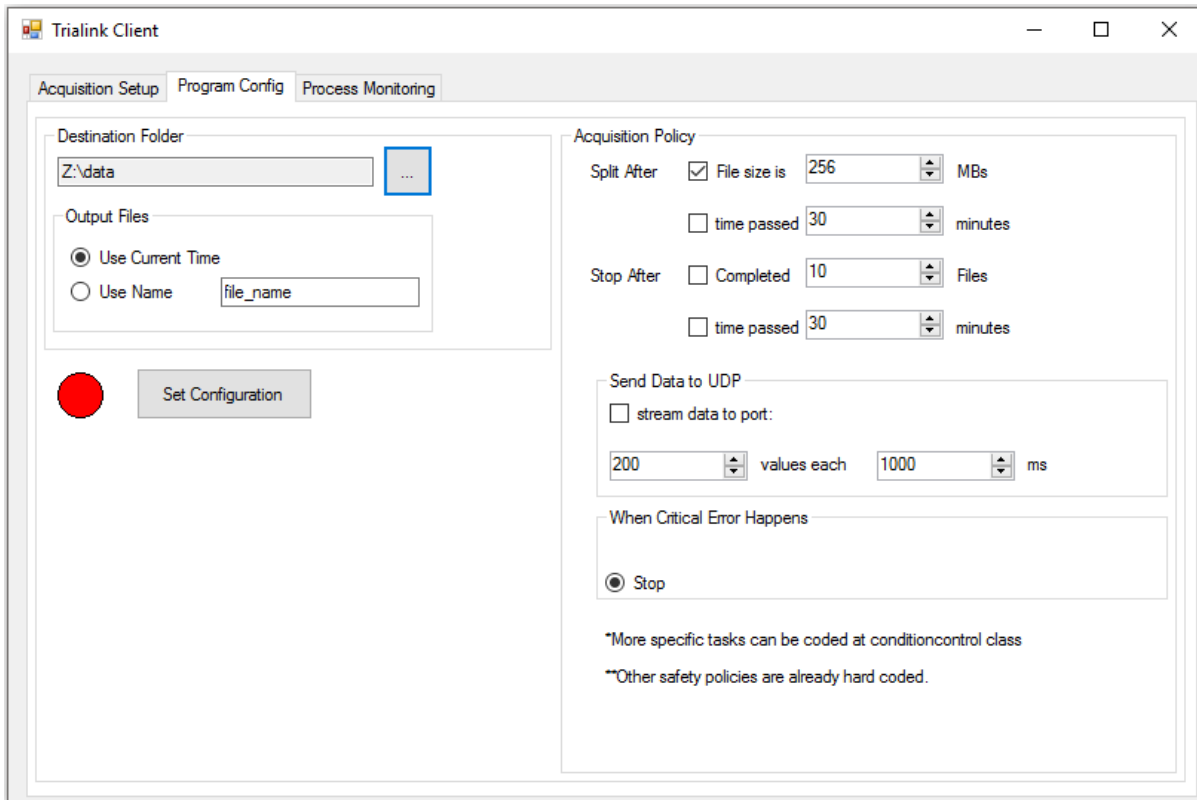 Trialink Client
Acquisition Setup Program Config Process Monitoring
Destination Folder
Z:\data ...
Output Files
Use Current Time
Use Name file_name
Set Configuration
Acquisition Policy
Split After File size is 256 MBs
time passed 30 minutes
Stop After Completed 10 Files
time passed 30 minutes
Send Data to UDP
stream data to port:
200 values each 1000 ms
When Critical Error Happens
Stop
*More specific tasks can be coded at conditioncontrol class
**Other safety policies are already hard coded.